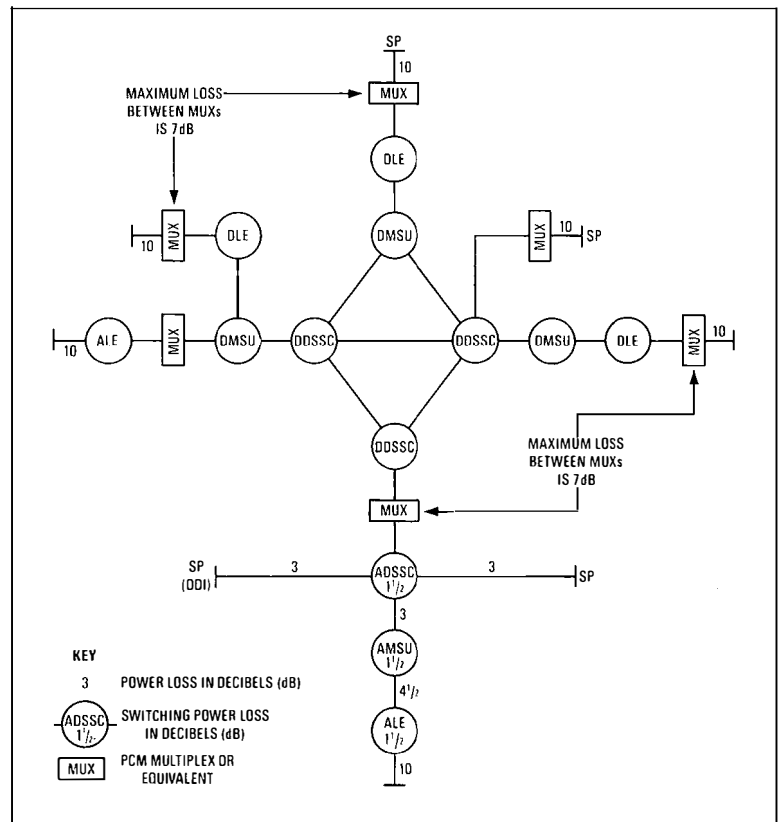 SP
10
MAXIMUM LOSS
BETWEEN MUXs
IS 7dB
MUX
DLE
10
MUX
DLE
DMSU
MUX
10
SP
10
ALE
MUX
DMSU
DDSSC
DDSSC
DMSU
DLE
MUX
10
DDSSC
MAXIMUM LOSS
BETWEEN MUXs
IS 7dB
MUX
SP
(DDI)
3
ADSSC
1½
3
SP
3
AMSU
1½
4½
ALE
1½
10
KEY
3 POWER LOSS IN DECIBELS (dB)
ADSSC
1½
SWITCHING POWER LOSS
IN DECIBELS (dB)
MUX
PCM MULTIPLEX OR
EQUIVALENT